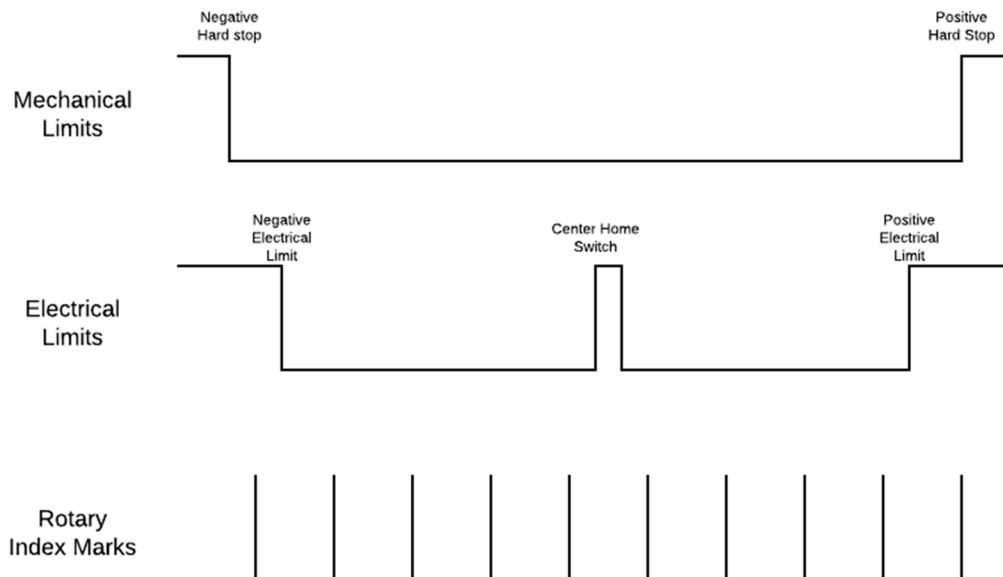 Negative
Hard stop
Positive
Hard Stop
Mechanical
Limits
Negative
Electrical
Limit
Center Home
Switch
Positive
Electrical
Limit
Electrical
Limits
Rotary
Index Marks